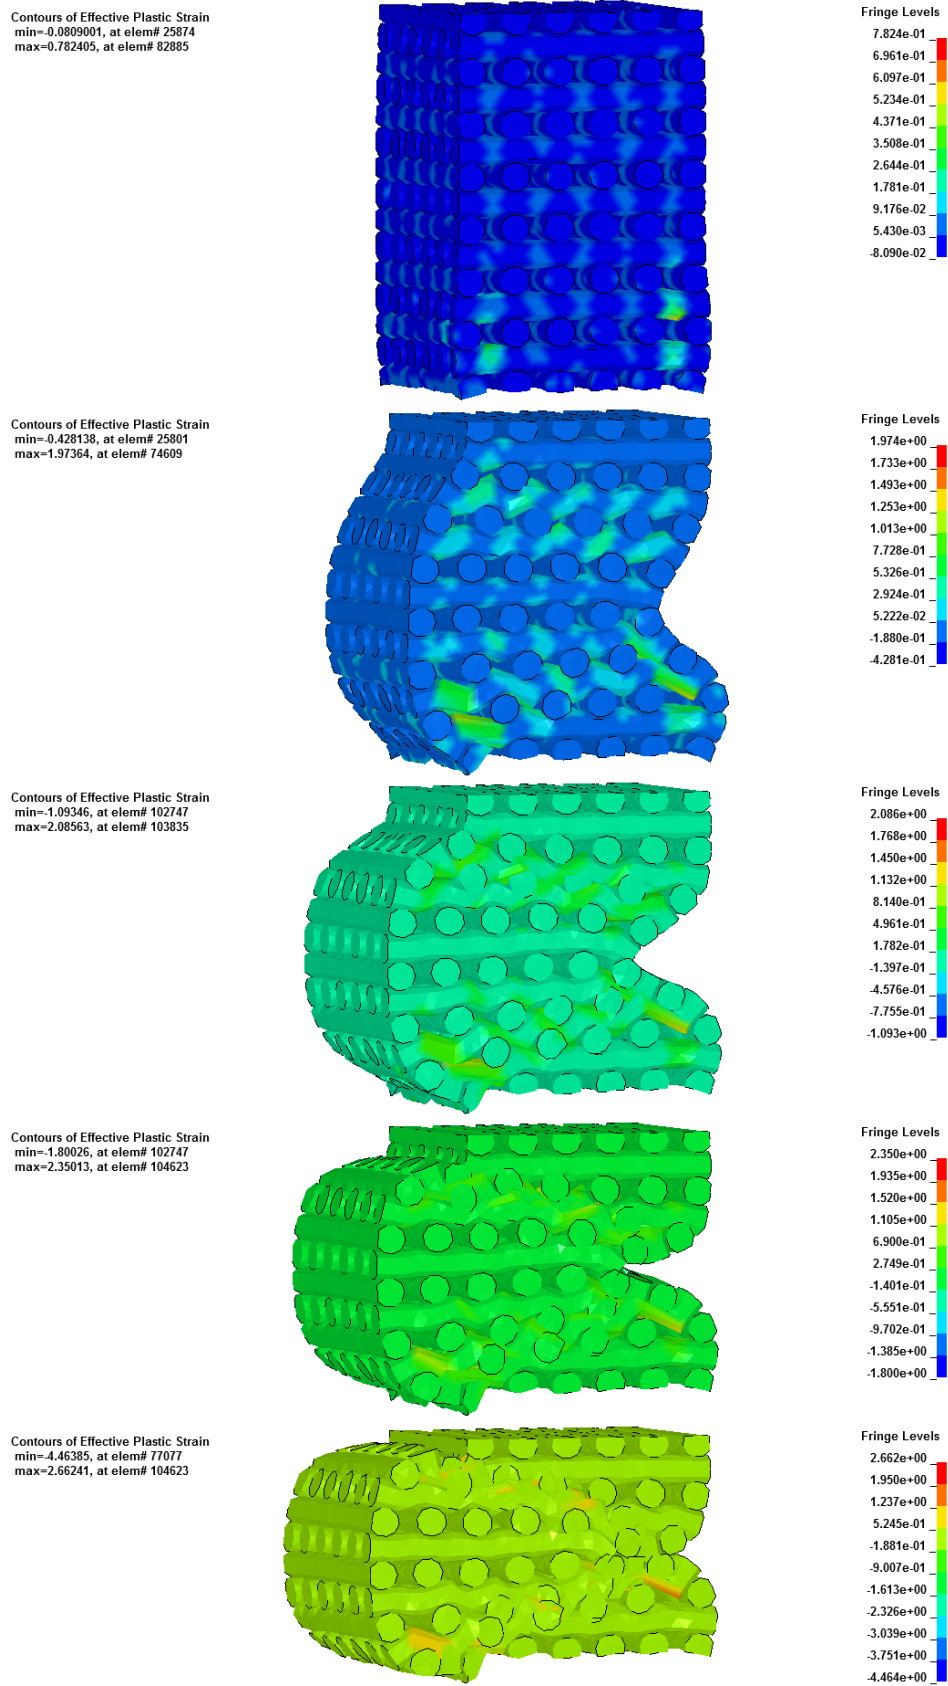 Contours of Effective Plastic Strain
min=-0.0809001, at elem# 25874
max=0.782405, at elem# 82885
Fringe Levels
7.824e-01
6.961e-01
6.097e-01
5.234e-01
4.371e-01
3.508e-01
2.644e-01
1.781e-01
9.176e-02
5.430e-03
-8.090e-02
Contours of Effective Plastic Strain
min=-0.428138, at elem# 25801
max=1.97364, at elem# 74609
Fringe Levels
1.974e+00
1.733e+00
1.493e+00
1.253e+00
1.013e+00
7.728e-01
5.326e-01
2.924e-01
5.222e-02
-1.880e-01
-4.281e-01
Contours of Effective Plastic Strain
min=-1.09346, at elem# 102747
max=2.08563, at elem# 103835
Fringe Levels
2.086e+00
1.768e+00
1.450e+00
1.132e+00
8.140e-01
4.961e-01
1.782e-01
-1.397e-01
-4.576e-01
-7.755e-01
-1.093e+00
Contours of Effective Plastic Strain
min=-1.80026, at elem# 102747
max=2.35013, at elem# 104623
Fringe Levels
2.350e+00
1.935e+00
1.520e+00
1.105e+00
6.900e-01
2.749e-01
-1.401e-01
-5.551e-01
-9.702e-01
-1.385e+00
-1.800e+00
Contours of Effective Plastic Strain
min=-4.46385, at elem# 77077
max=2.66241, at elem# 104623
Fringe Levels
2.662e+00
1.950e+00
1.237e+00
5.245e-01
-1.881e-01
-9.007e-01
-1.613e+00
-2.326e+00
-3.039e+00
-3.751e+00
-4.464e+00